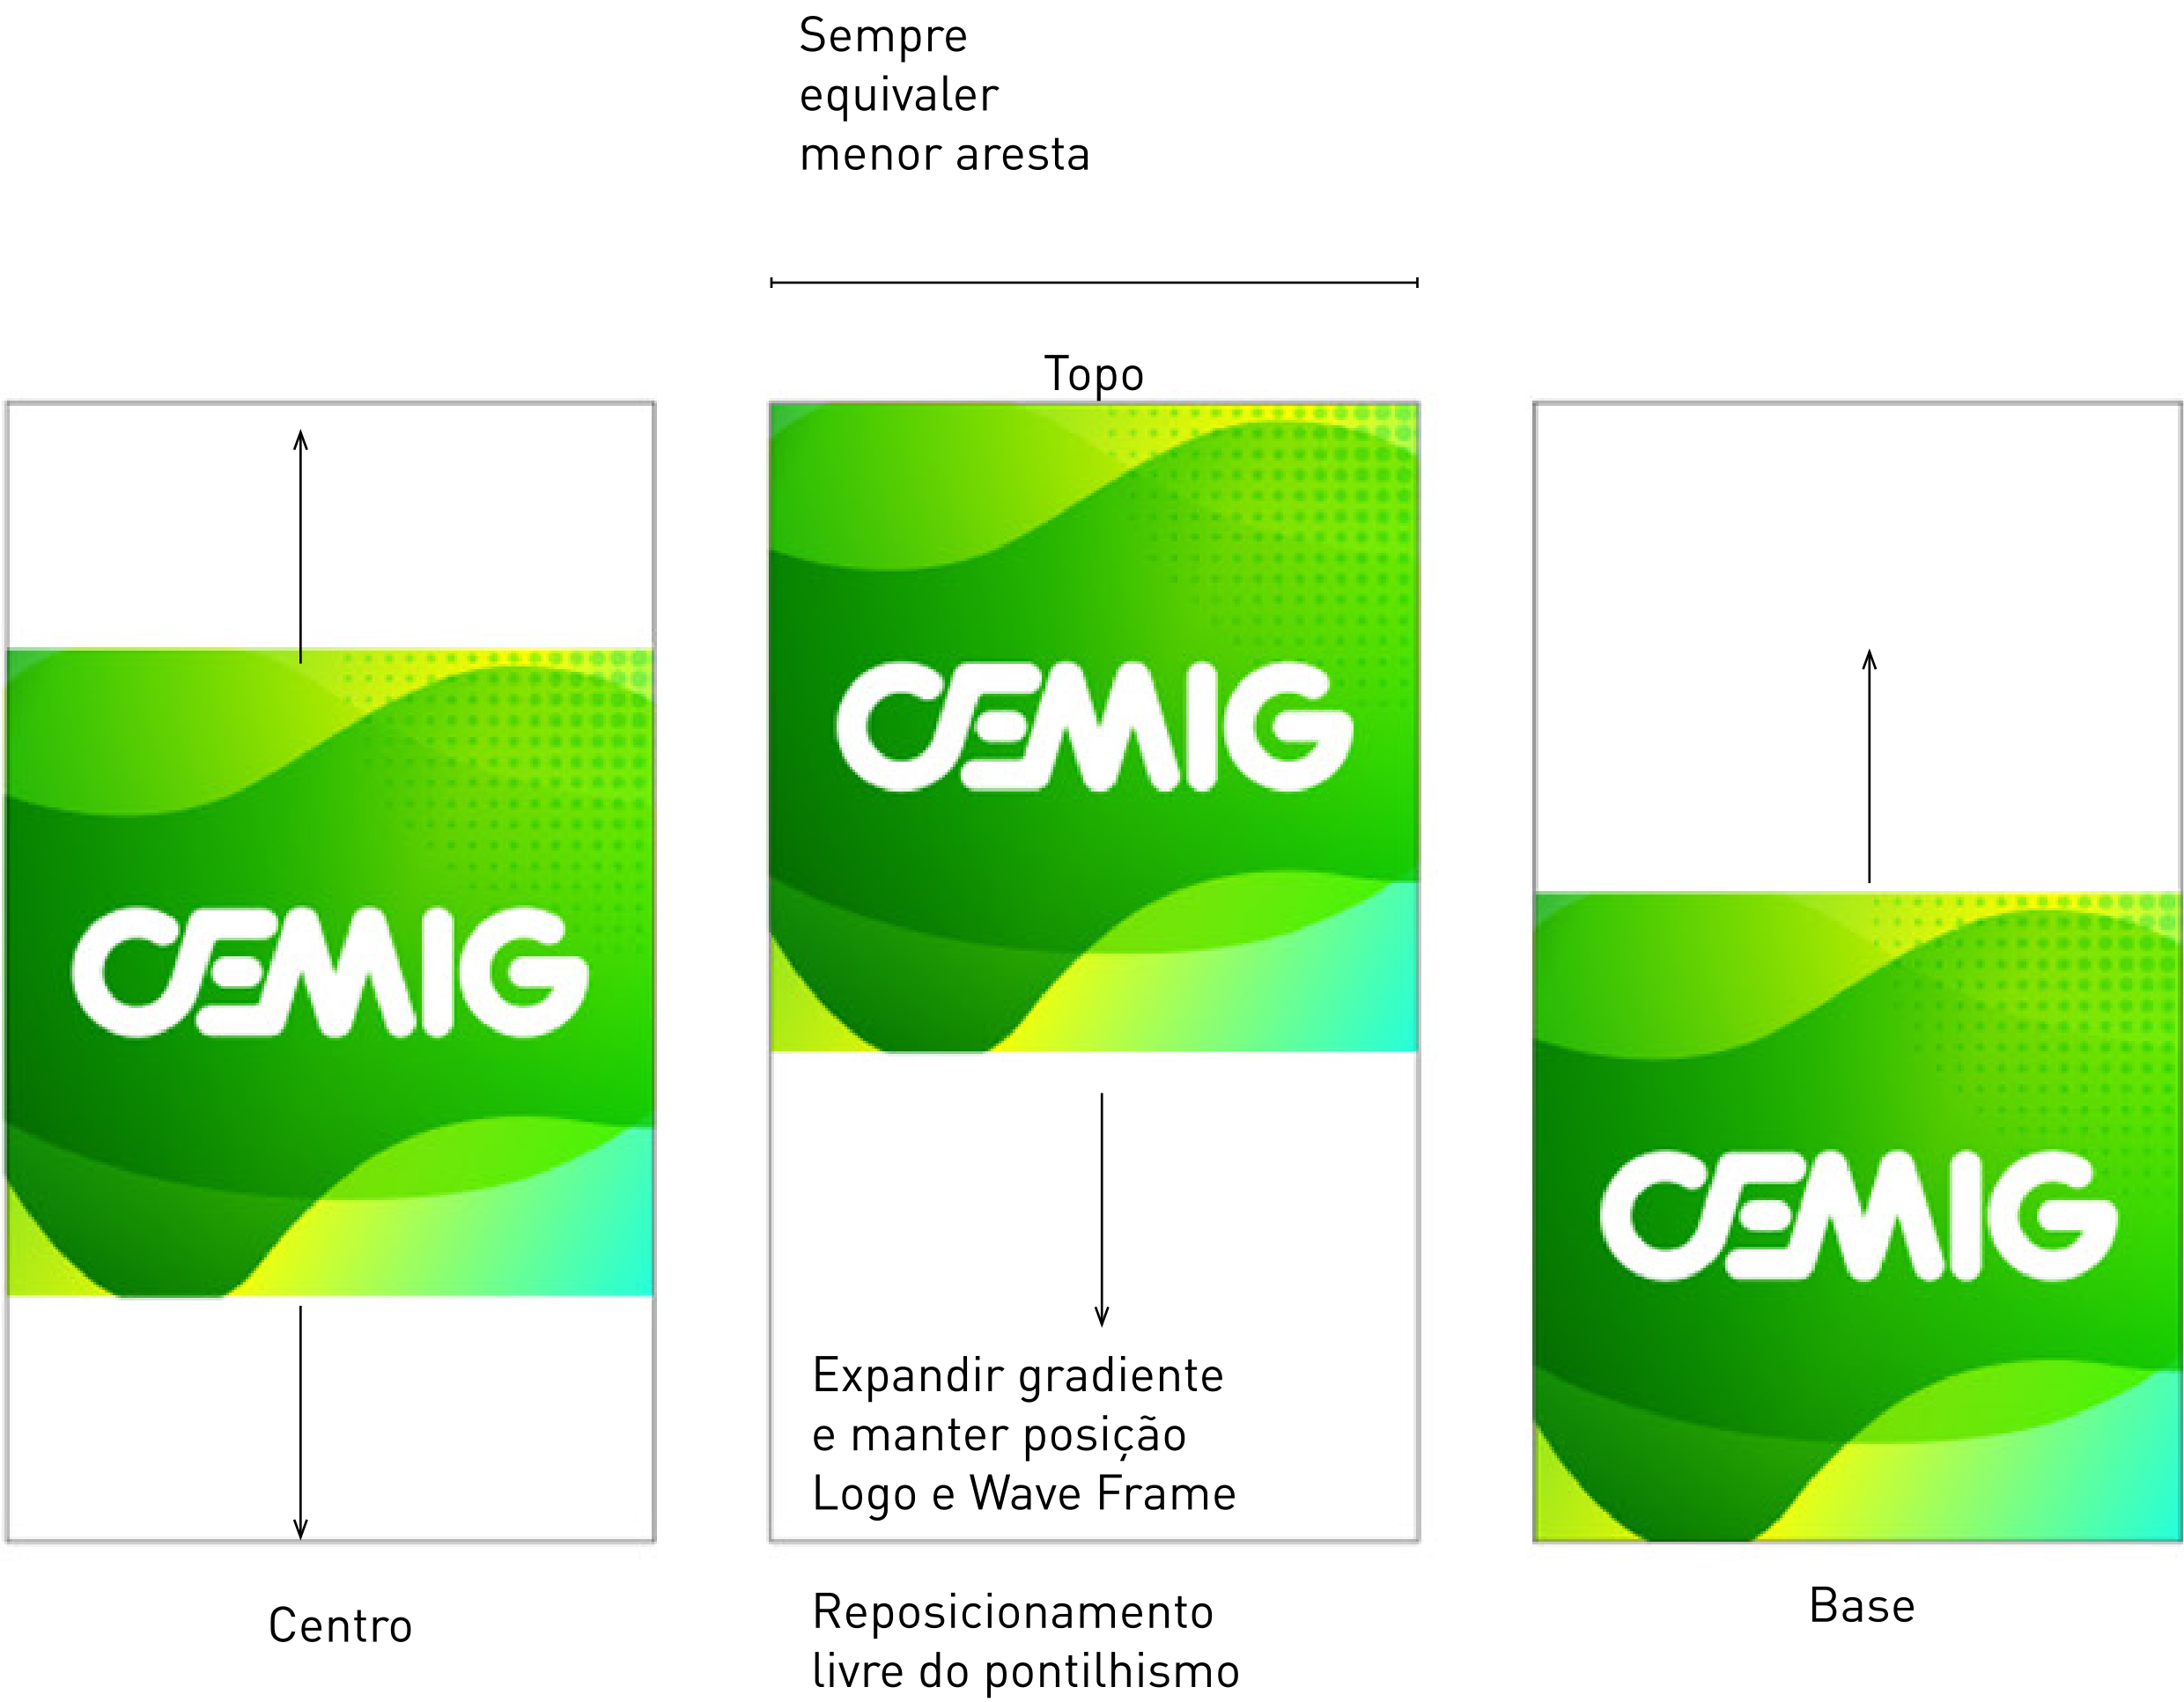 Sempre
equivaler
menor aresta
Topo
CEMIG
CEMIG
CEMIG
Expandir gradiente
e manter posição
Logo e Wave Frame
Centro
Reposicionamento
livre do pontilhismo
Base